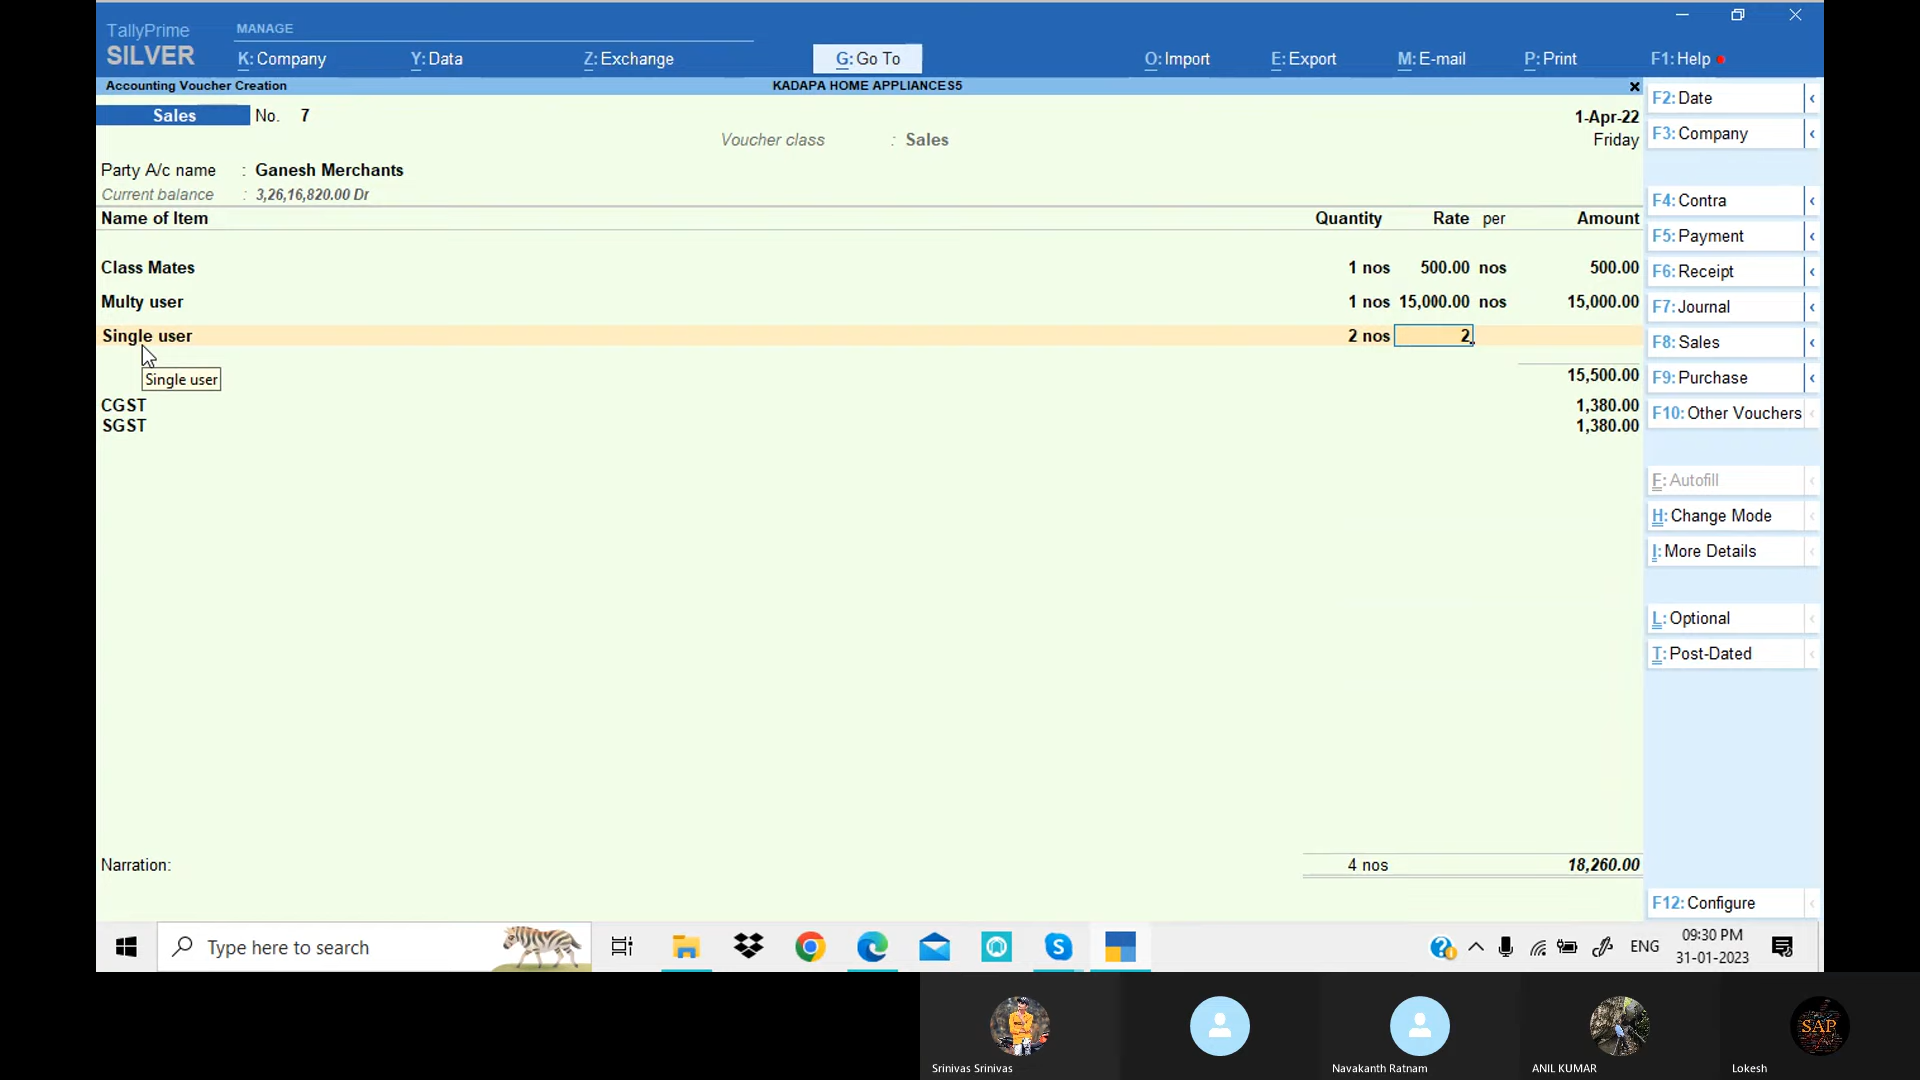 TallyPrime
SILVER
MANAGE
K: Company
Y: Data
Z: Exchange
G: Go To
O: Import
E: Export
M: E-mail
P: Print
F1: Help
Accounting Voucher Creation
KADAPA HOME APPLIANCES5
Sales No. 7
1-Apr-22
Voucher class : Sales
Friday
Party A/c name : Ganesh Merchants
Current balance : 3,26,16,820.00 Dr
Name of Item Quantity Rate per Amount
Class Mates 1 nos 500.00 nos 500.00
Multy user 1 nos 15,000.00 nos 15,000.00
Single user 2 nos 2
Single user
15,500.00
CGST 1,380.00
SGST 1,380.00
Narration: 4 nos 18,260.00
F2: Date
F3: Company
F4: Contra
F5: Payment
F6: Receipt
F7: Journal
F8: Sales
F9: Purchase
F10: Other Vouchers
F: Autofill
H: Change Mode
I: More Details
L: Optional
T: Post-Dated
F12: Configure
Type here to search
ENG
09:30 PM
31-01-2023
SAP
Srinivas Srinivas
Navakanth Ratnam
ANIL KUMAR
Lokesh